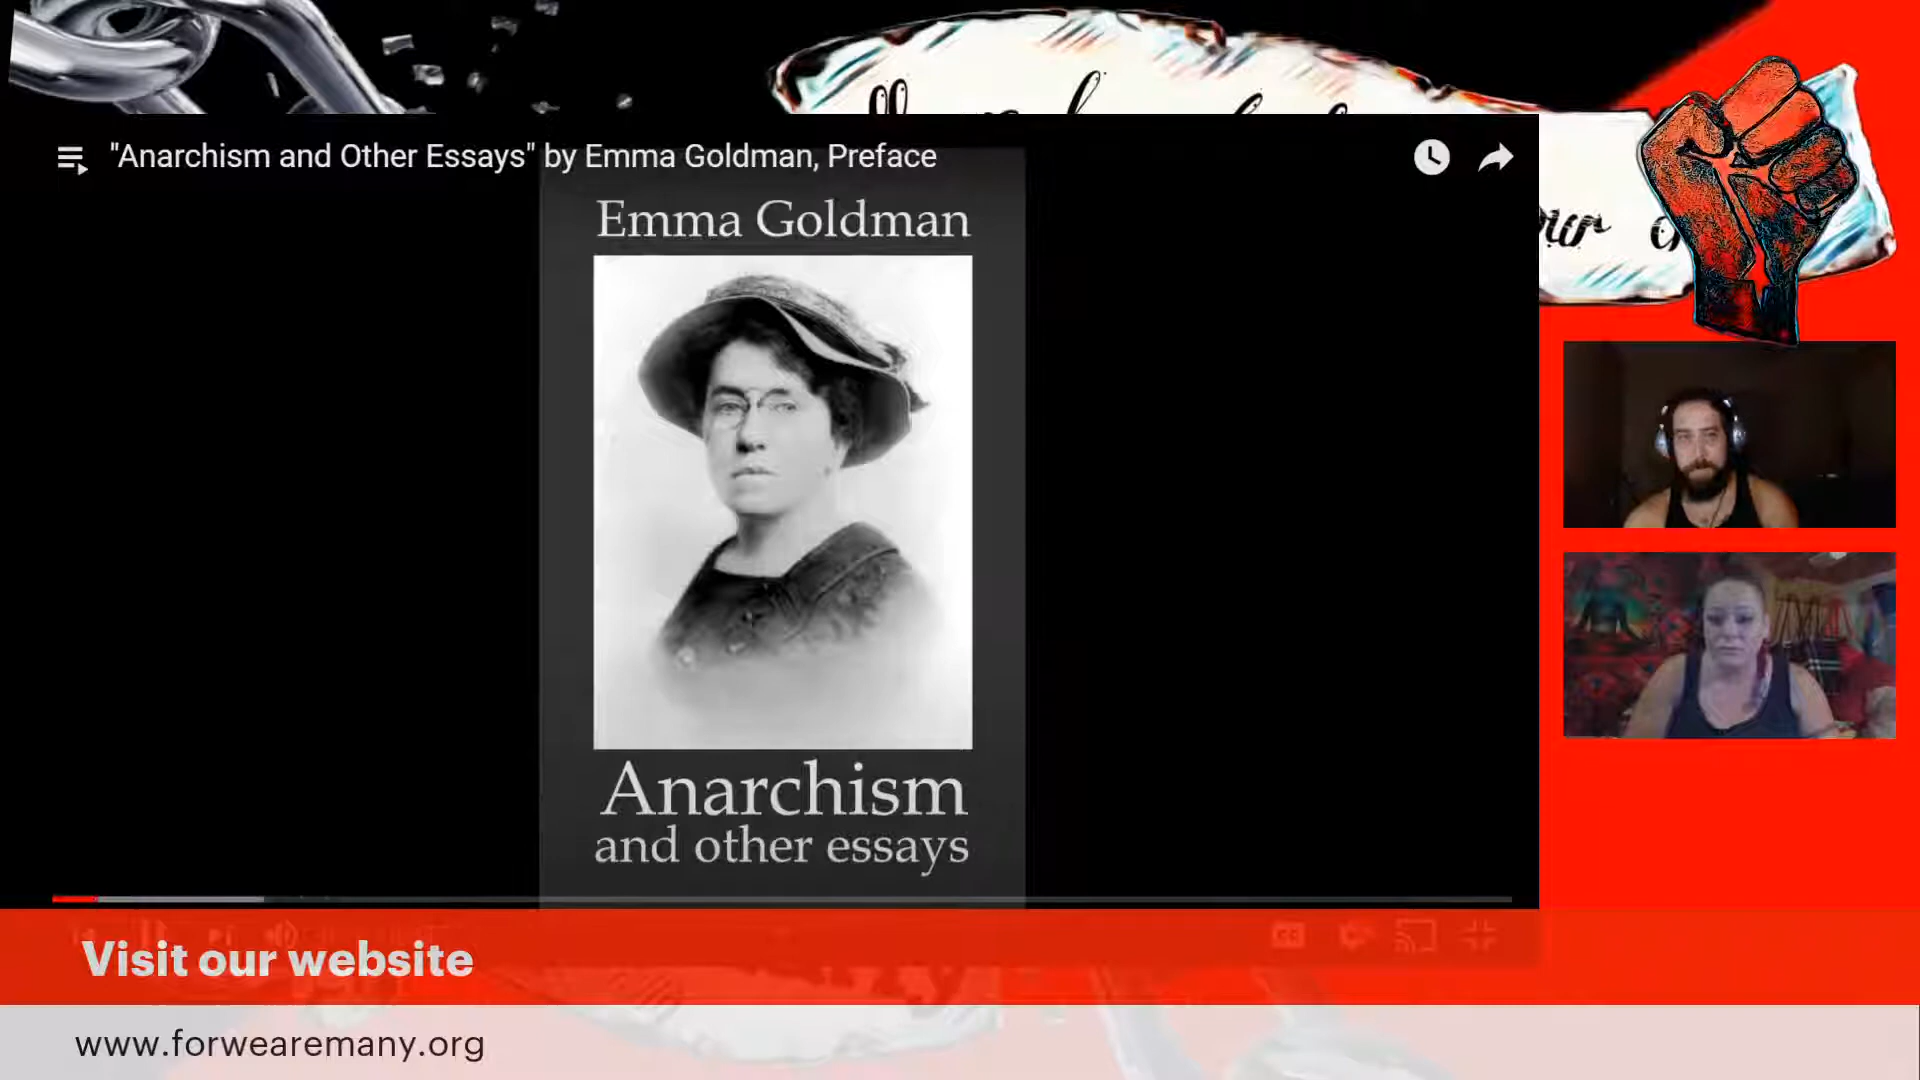 "Anarchism and Other Essays" by Emma Goldman, Preface
Emma Goldman
Anarchism
and other essays
Visit our website
www.forwearemany.org